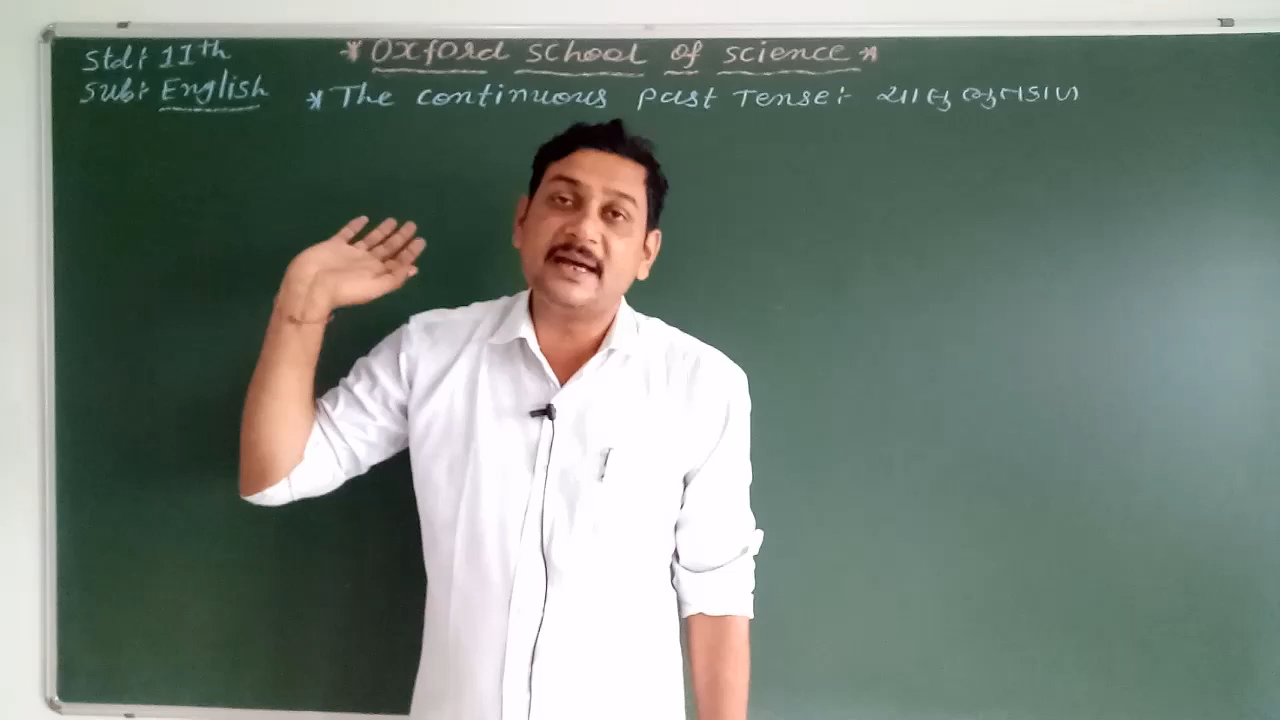 Std: 11th
* Oxford school of science *
Sub: English
* The continuous past Tense:- ચાલુ ભૂતકાળ